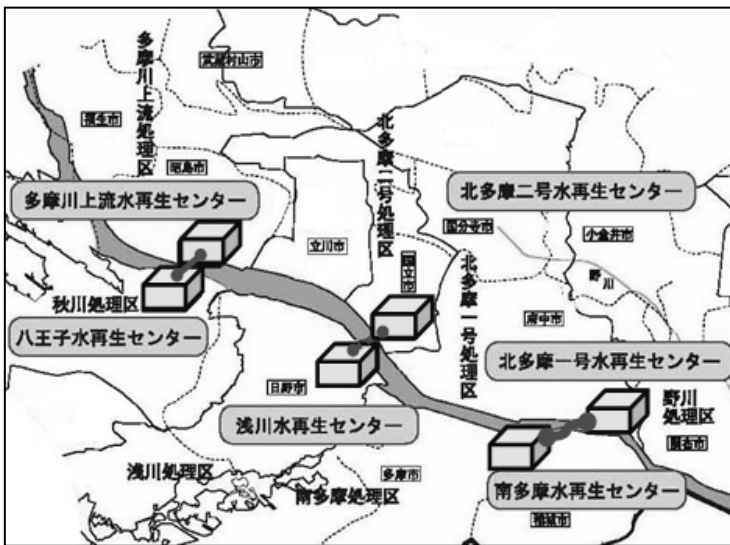 多摩川上流処理区
武蔵村山市
福生市
昭島市
北多摩二号処理区
多摩川上流水再生センター
北多摩二号水再生センター
国分寺市
小金井市
立川市
国立市
野川
北多摩一号処理区
府中市
秋川処理区
八王子水再生センター
北多摩一号水再生センター
日野市
野川
処理区
浅川水再生センター
調布市
浅川処理区
多摩市
南多摩処理区
南多摩水再生センター
稲城市